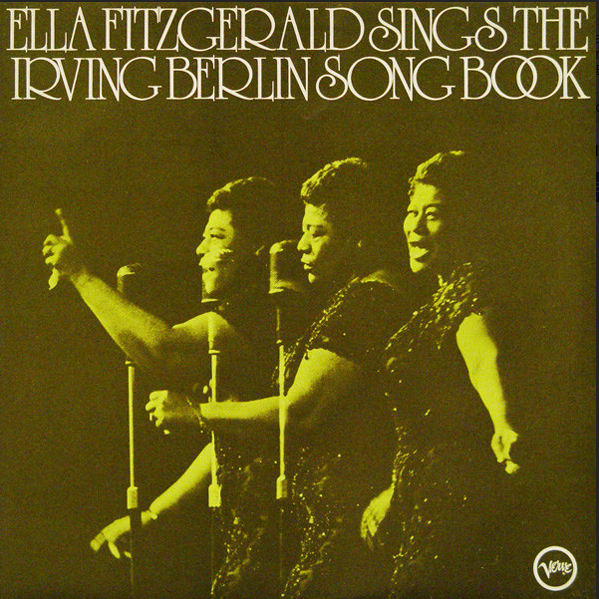 ELLA FITZGERALD SINGS THE
IRVING BERLIN SONG BOOK
Verve